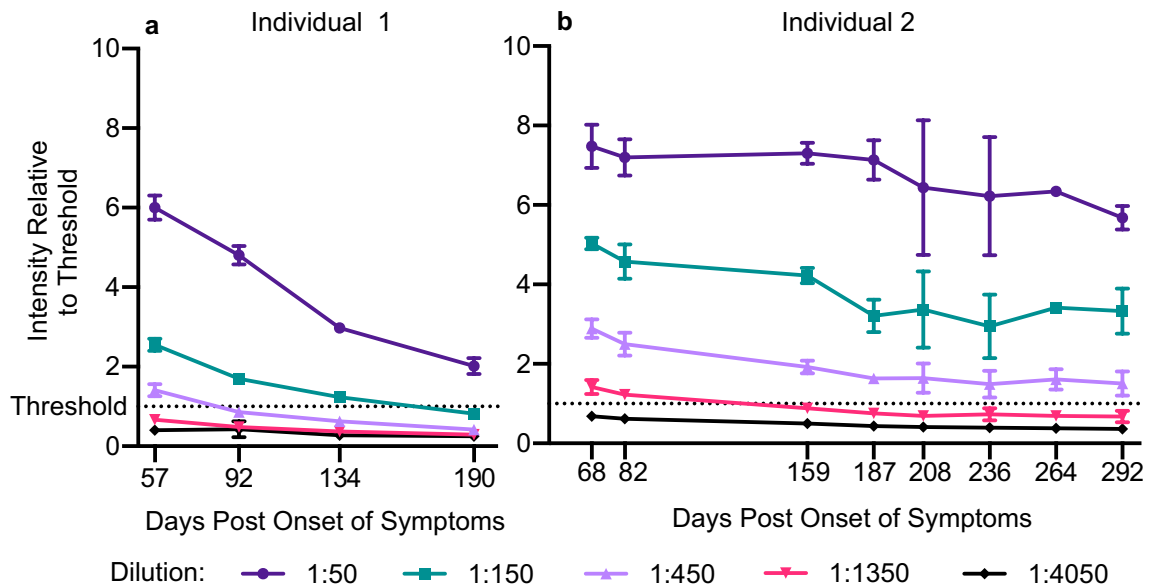 a Individual 1
b Individual 2
Intensity Relative
to Threshold
10
8
6
4
2
Threshold
0
57 92 134 190
Days Post Onset of Symptoms
10
8
6
4
2
0
68 82 159 187 208 236 264 292
Days Post Onset of Symptoms
Dilution: 1:50 1:150 1:450 1:1350 1:4050